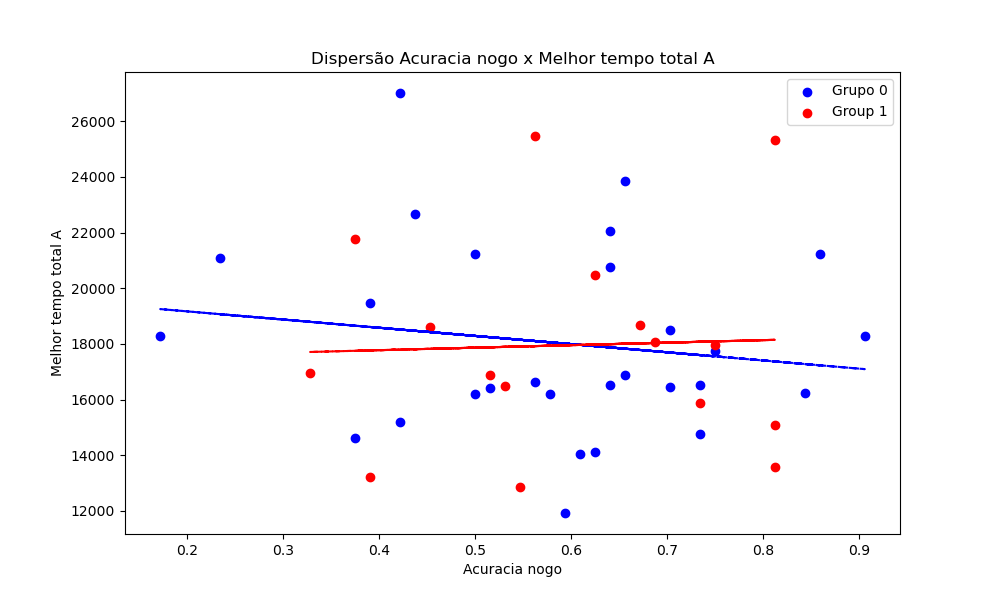 Dispersão Acuracia nogo x Melhor tempo total A
Grupo 0
Group 1
Melhor tempo total A
26000
24000
22000
20000
18000
16000
14000
12000
0.2 0.3 0.4 0.5 0.6 0.7 0.8 0.9
Acuracia nogo